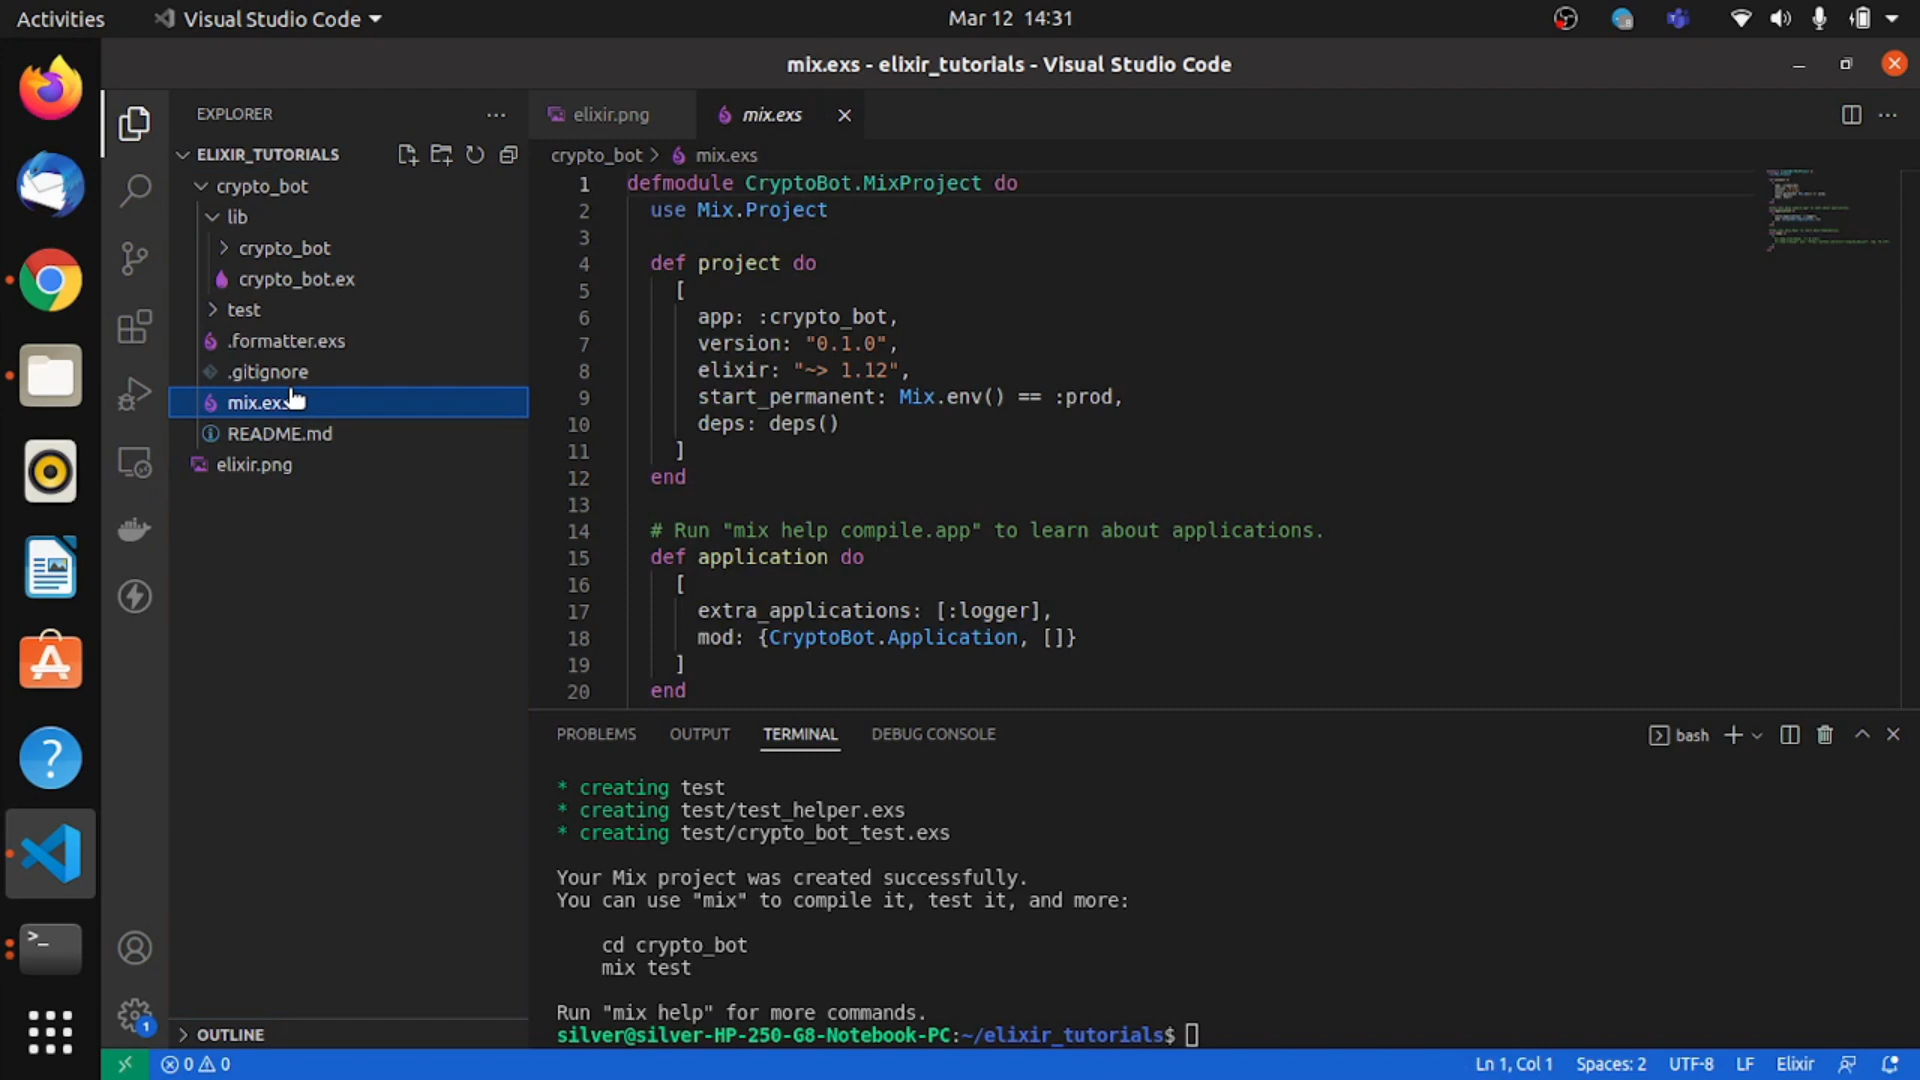 Activities
Visual Studio Code
Mar 12 14:31
mix.exs - elixir_tutorials - Visual Studio Code
EXPLORER
ELIXIR_TUTORIALS
crypto_bot
lib
crypto_bot
crypto_bot.ex
test
.formatter.exs
.gitignore
mix.exs
README.md
elixir.png
OUTLINE
elixir.png
mix.exs
crypto_bot > mix.exs
1 defmodule CryptoBot.MixProject do
2 use Mix.Project
3
4 def project do
5 [
6 app: :crypto_bot,
7 version: "0.1.0",
8 elixir: "~> 1.12",
9 start_permanent: Mix.env() == :prod,
10 deps: deps()
11 ]
12 end
13
14 # Run "mix help compile.app" to learn about applications.
15 def application do
16 [
17 extra_applications: [:logger],
18 mod: {CryptoBot.Application, []}
19 ]
20 end
PROBLEMS OUTPUT TERMINAL DEBUG CONSOLE
bash
* creating test
* creating test/test_helper.exs
* creating test/crypto_bot_test.exs
Your Mix project was created successfully.
You can use "mix" to compile it, test it, and more:
cd crypto_bot
mix test
Run "mix help" for more commands.
silver@silver-HP-250-G8-Notebook-PC:~/elixir_tutorials$
1
0 0
Ln 1, Col 1 Spaces: 2 UTF-8 LF Elixir